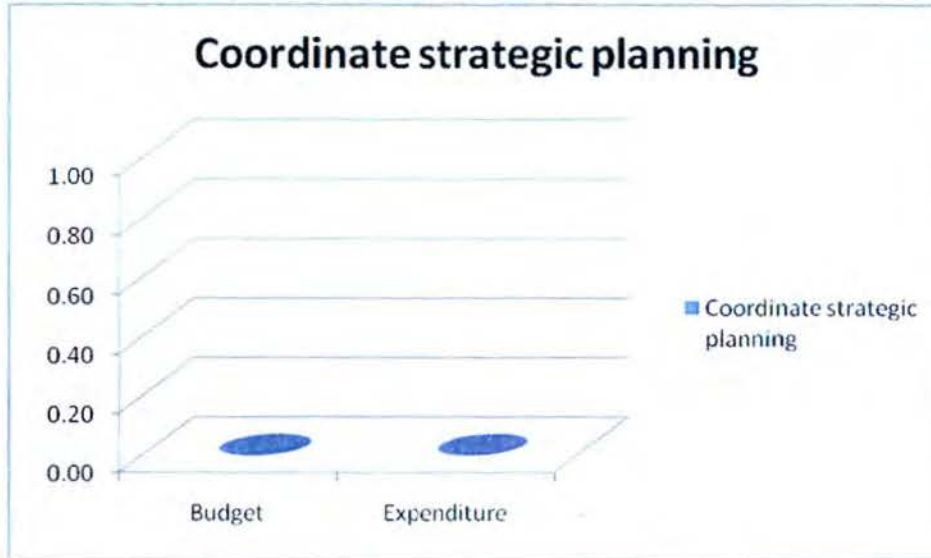 Coordinate strategic planning
1.00
0.80
0.60
0.40
0.20
0.00
Budget
Expenditure
Coordinate strategic
planning